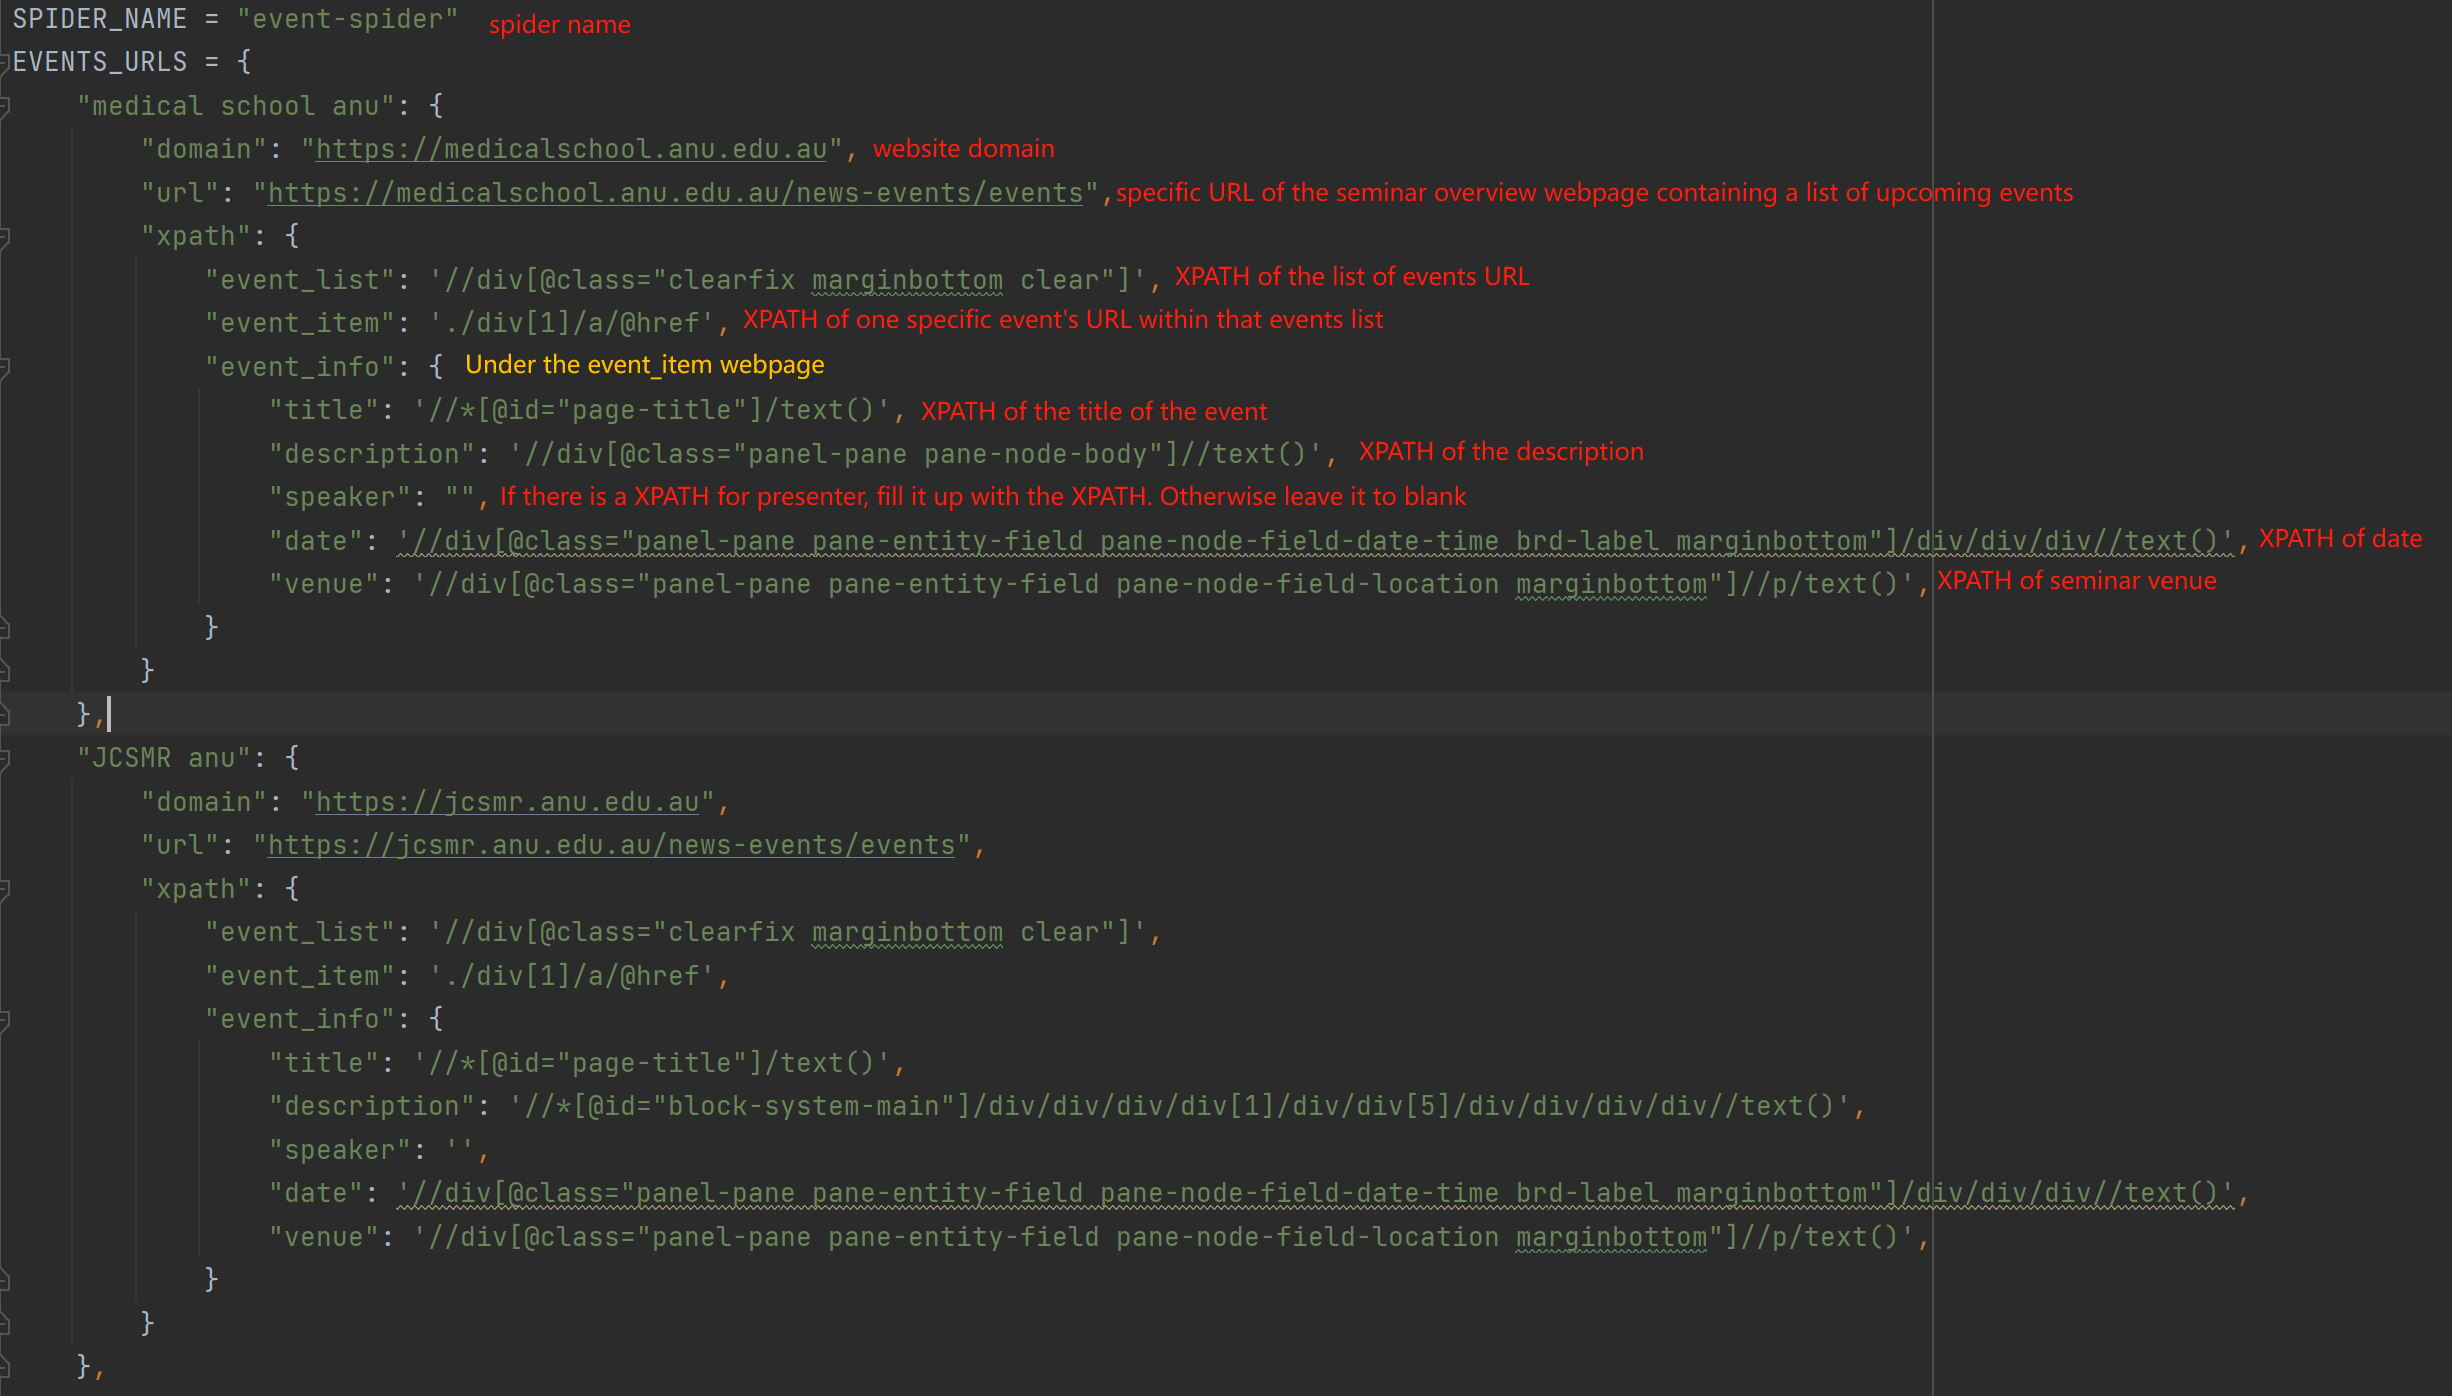 SPIDER_NAME = "event-spider" spider name
EVENTS_URLS = {
"medical school anu": {
"domain": "https://medicalschool.anu.edu.au", website domain
"url": "https://medicalschool.anu.edu.au/news-events/events",specific URL of the seminar overview webpage containing a list of upcoming events
"xpath": {
"event_list": '//div[@class="clearfix marginbottom clear"]', XPATH of the list of events URL
"event_item": './div[1]/a/@href', XPATH of one specific event's URL within that events list
"event_info": { Under the event_item webpage
"title": '//*[@id="page-title"]/text()', XPATH of the title of the event
"description": '//div[@class="panel-pane pane-node-body"]//text()', XPATH of the description
"speaker": "", If there is a XPATH for presenter, fill it up with the XPATH. Otherwise leave it to blank
"date": '//div[@class="panel-pane pane-entity-field pane-node-field-date-time brd-label marginbottom"]/div/div/div//text()', XPATH of date
"venue": '//div[@class="panel-pane pane-entity-field pane-node-field-location marginbottom"]//p/text()', XPATH of seminar venue
}
}
},
"JCSMR anu": {
"domain": "https://jcsmr.anu.edu.au",
"url": "https://jcsmr.anu.edu.au/news-events/events",
"xpath": {
"event_list": '//div[@class="clearfix marginbottom clear"]',
"event_item": './div[1]/a/@href',
"event_info": {
"title": '//*[@id="page-title"]/text()',
"description": '//*[@id="block-system-main"]/div/div/div/div[1]/div/div[5]/div/div/div/div//text()',
"speaker": '',
"date": '//div[@class="panel-pane pane-entity-field pane-node-field-date-time brd-label marginbottom"]/div/div/div//text()',
"venue": '//div[@class="panel-pane pane-entity-field pane-node-field-location marginbottom"]//p/text()',
}
}
},